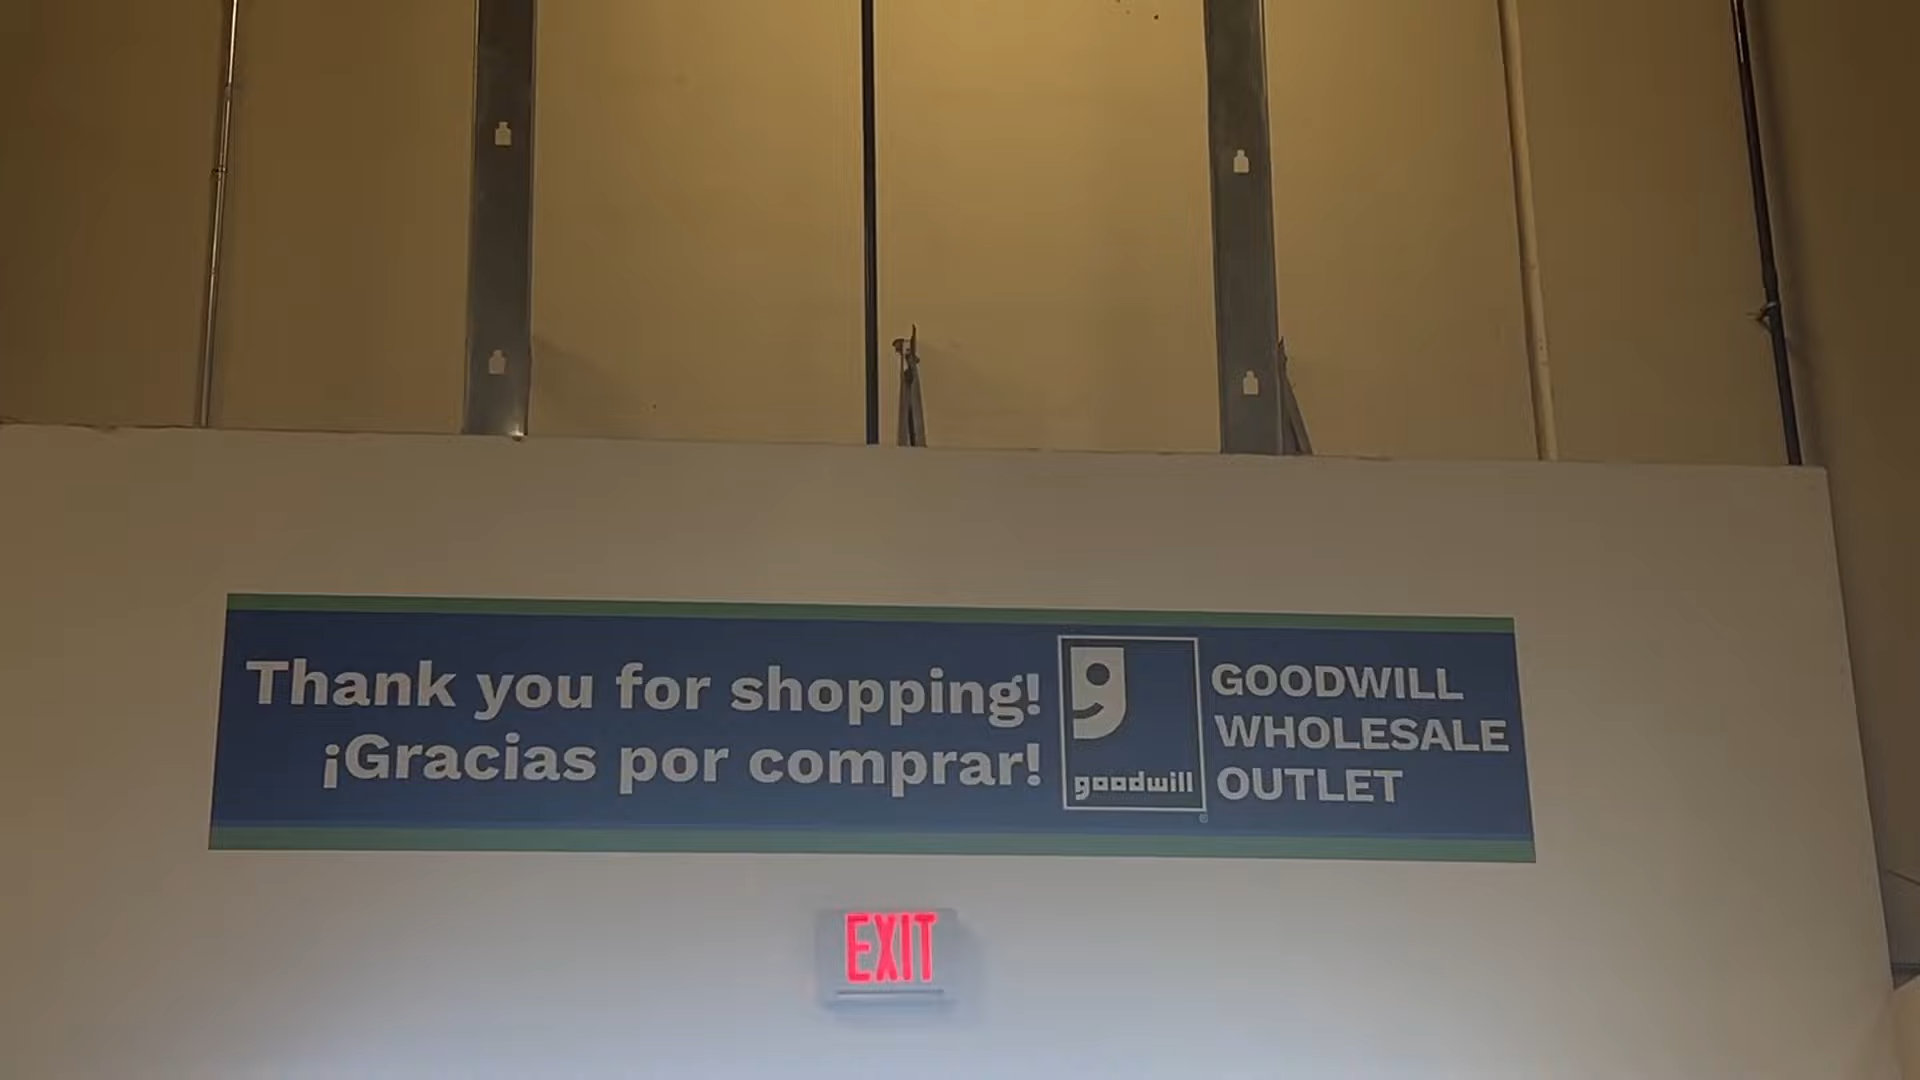 Thank you for shopping!
¡Gracias por comprar!
goodwill®
GOODWILL
WHOLESALE
OUTLET
EXIT